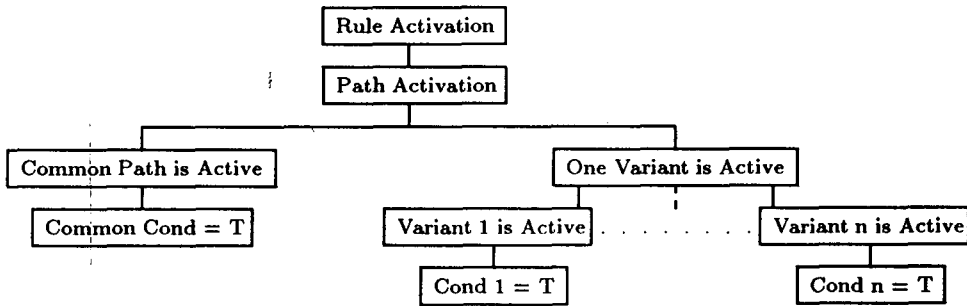 Rule Activation
Path Activation
Common Path is Active
One Variant is Active
Common Cond = T
Variant 1 is Active . . . . . . . . Variant n is Active
Cond 1 = T
Cond n = T